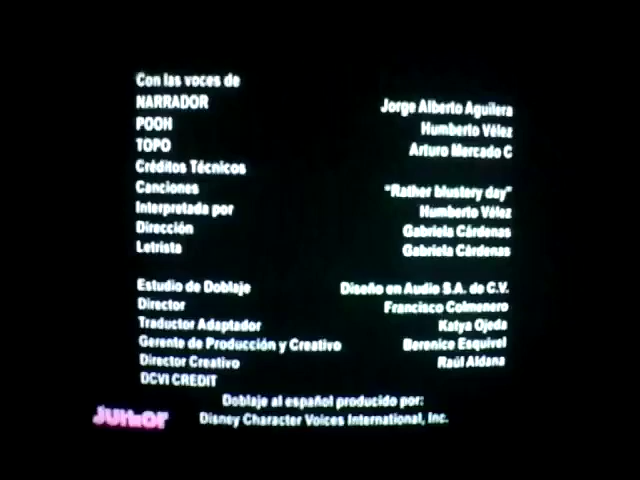 Con las voces de
NARRADOR Jorge Alberto Aguilera
POOH Humberto Vélez
TOPO Arturo Mercado C
Créditos Técnicos
Canciones "Rather blustery day"
Interpretada por Humberto Vélez
Dirección Gabriela Cárdenas
Letrista Gabriela Cárdenas
Estudio de Doblaje Diseño en Audio S.A. de C.V.
Director Francisco Colmenero
Traductor Adaptador Katya Ojeda
Gerente de Producción y Creativo Berenice Esquivel
Director Creativo Raúl Aldana
DCVI CREDIT
Doblaje al español producido por:
Disney Character Voices International, Inc.
JUNIOR